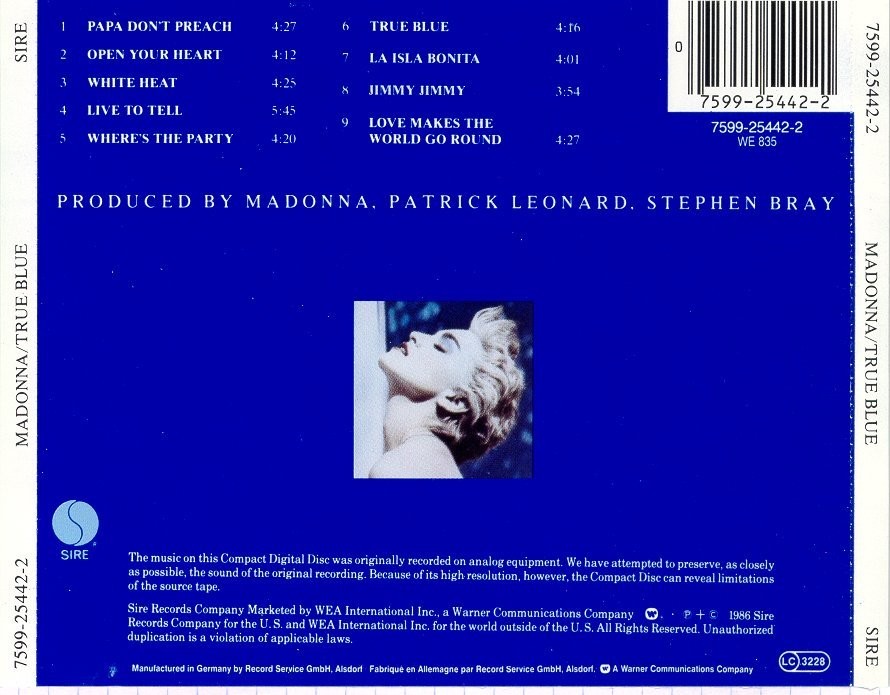 1 PAPA DON'T PREACH 4:27
2 OPEN YOUR HEART 4:12
3 WHITE HEAT 4:25
4 LIVE TO TELL 5:45
5 WHERE'S THE PARTY 4:20
6 TRUE BLUE 4:16
7 LA ISLA BONITA 4:01
8 JIMMY JIMMY 3:54
9 LOVE MAKES THE
WORLD GO ROUND 4:27
0
7599-25442-2
7599-25442-2
WE 835
PRODUCED BY MADONNA, PATRICK LEONARD, STEPHEN BRAY
SIRE
The music on this Compact Digital Disc was originally recorded on analog equipment. We have attempted to preserve, as closely
as possible, the sound of the original recording. Because of its high resolution, however, the Compact Disc can reveal limitations
of the source tape.
Sire Records Company Marketed by WEA International Inc., a Warner Communications Company . · ℗ + © 1986 Sire
Records Company for the U. S. and WEA International Inc. for the world outside of the U. S. All Rights Reserved. Unauthorized
duplication is a violation of applicable laws.
Manufactured in Germany by Record Service GmbH, Alsdorf Fabriqué en Allemagne par Record Service GmbH, Alsdorf. A Warner Communications Company
LC 3228
SIRE
MADONNA/TRUE BLUE
7599-25442-2
7599-25442-2
MADONNA/TRUE BLUE
SIRE